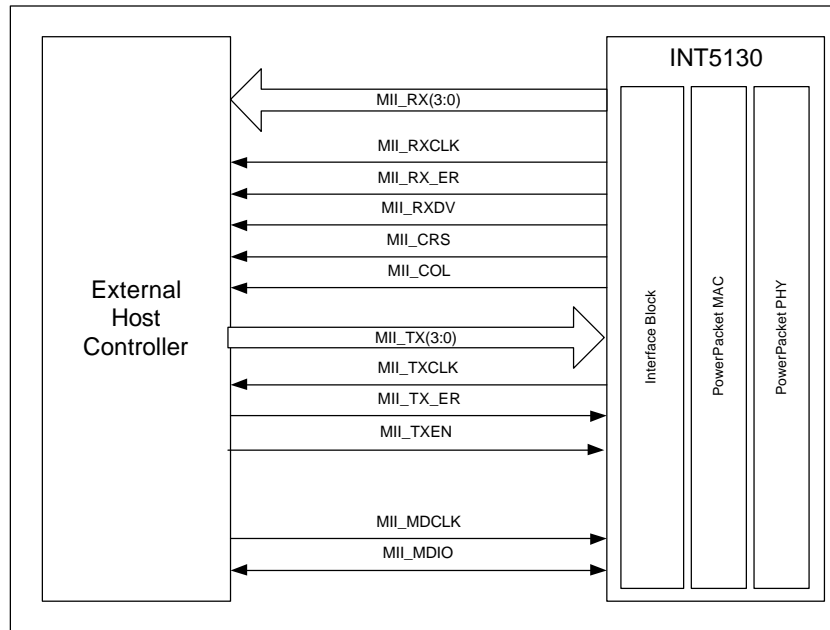 INT5130
MII_RX(3:0)
MII_RXCLK
MII_RX_ER
MII_RXDV
MII_CRS
MII_COL
External
Host
Controller
MII_TX(3:0)
MII_TXCLK
MII_TX_ER
MII_TXEN
MII_MDCLK
MII_MDIO
Interface Block
PowerPacket MAC
PowerPacket PHY